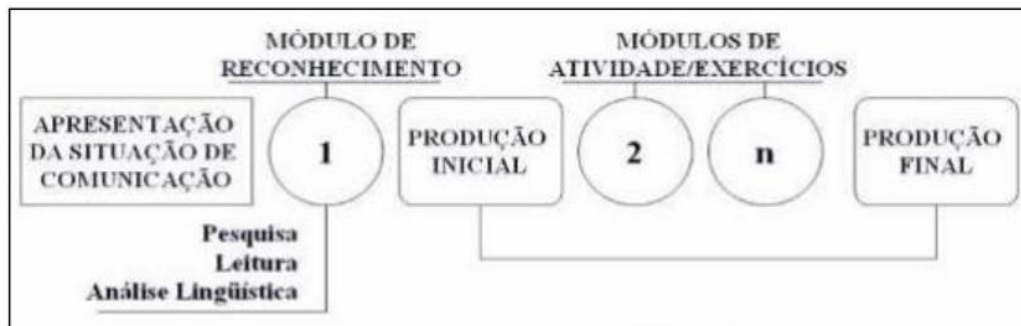 MÓDULO DE
RECONHECIMENTO
MÓDULOS DE
ATIVIDADE/EXERCÍCIOS
APRESENTAÇÃO
DA SITUAÇÃO DE
COMUNICAÇÃO
1
PRODUÇÃO
INICIAL
2
n
PRODUÇÃO
FINAL
Pesquisa
Leitura
Análise Lingüística